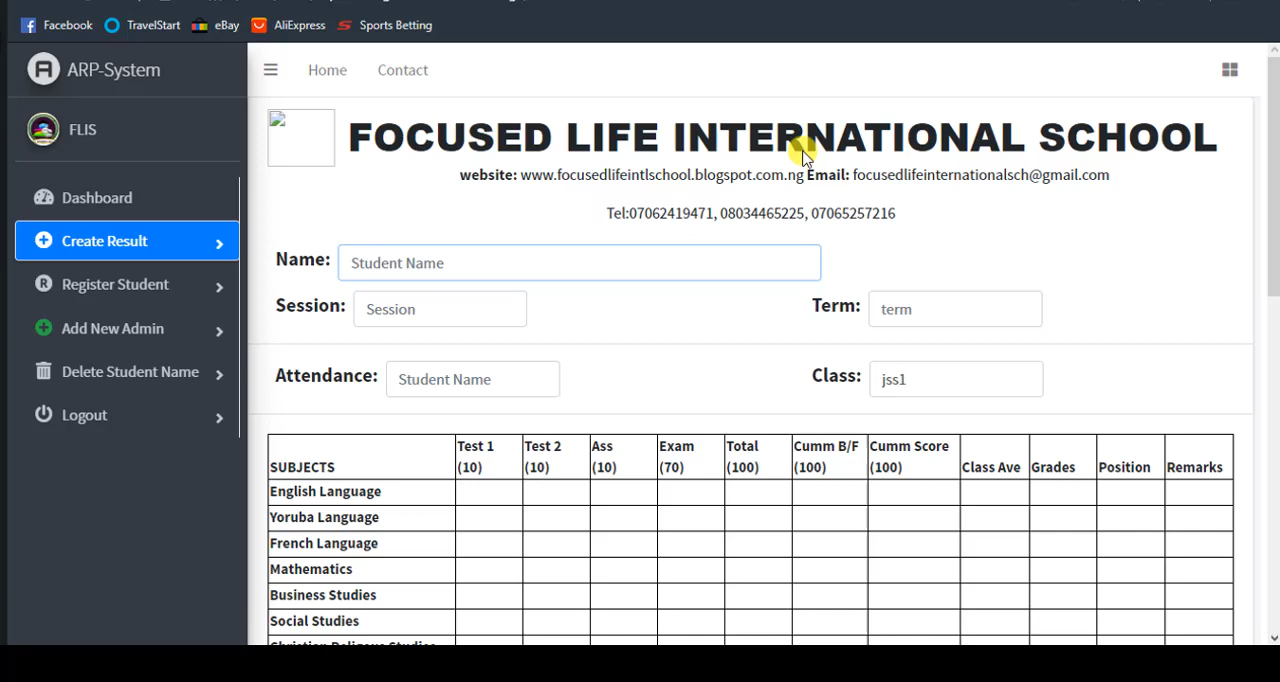 Facebook TravelStart eBay AliExpress Sports Betting
ARP-System
FLIS
Dashboard
Create Result
Register Student
Add New Admin
Delete Student Name
Logout
Home Contact
FOCUSED LIFE INTERNATIONAL SCHOOL
website: www.focusedlifeintlschool.blogspot.com.ng Email: focusedlifeinternationalsch@gmail.com
Tel:07062419471, 08034465225, 07065257216
Name: Student Name
Session: Session Term: term
Attendance: Student Name Class: jss1
SUBJECTS Test 1 (10) Test 2 (10) Ass (10) Exam (70) Total (100) Cumm B/F (100) Cumm Score (100) Class Ave Grades Position Remarks
English Language
Yoruba Language
French Language
Mathematics
Business Studies
Social Studies